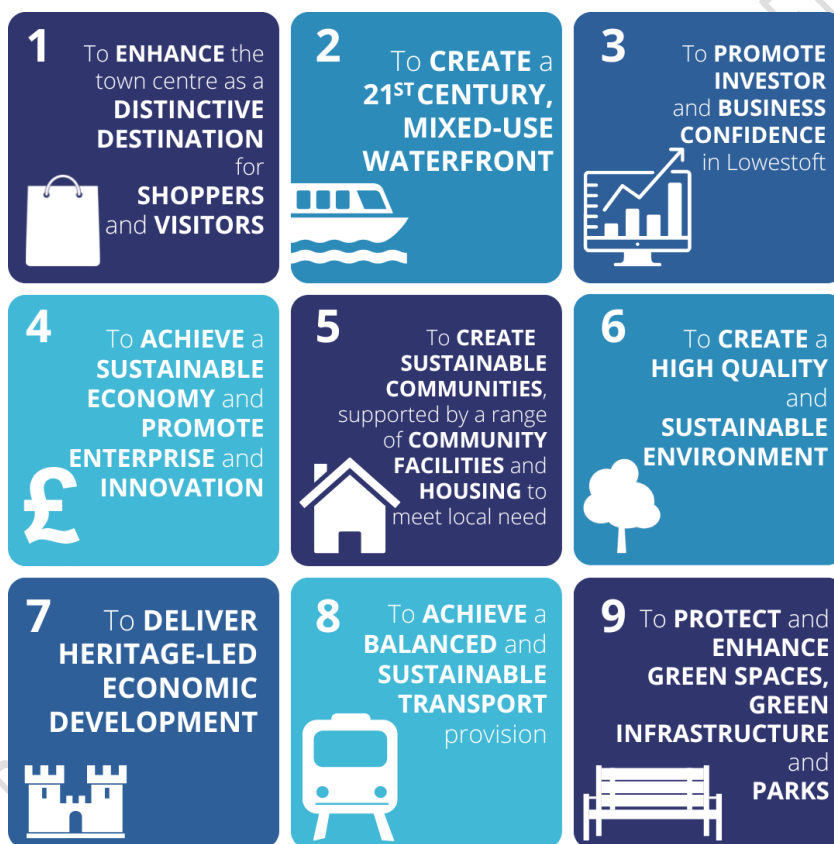 1
To ENHANCE the
town centre as a
DISTINCTIVE
DESTINATION
for
SHOPPERS
and VISITORS
2
To CREATE a
21ST CENTURY,
MIXED-USE
WATERFRONT
3
To PROMOTE
INVESTOR
and BUSINESS
CONFIDENCE
in Lowestoft
4
To ACHIEVE a
SUSTAINABLE
ECONOMY and
PROMOTE
ENTERPRISE and
INNOVATION
£
5
To CREATE
SUSTAINABLE
COMMUNITIES,
supported by a range
of COMMUNITY
FACILITIES and
HOUSING to
meet local need
6
To CREATE a
HIGH QUALITY
and
SUSTAINABLE
ENVIRONMENT
7
To DELIVER
HERITAGE-LED
ECONOMIC
DEVELOPMENT
8
To ACHIEVE a
BALANCED and
SUSTAINABLE
TRANSPORT
provision
9
To PROTECT and
ENHANCE
GREEN SPACES,
GREEN
INFRASTRUCTURE
and
PARKS